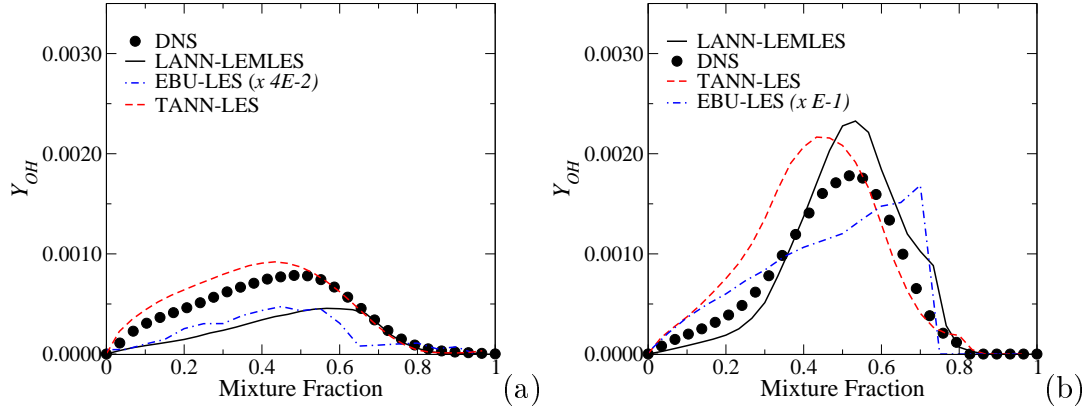 0.0030
DNS
LANN-LEMLES
EBU-LES (x 4E-2)
TANN-LES
0.0020
Y_OH
0.0010
0.0000
0 0.2 0.4 0.6 0.8 1
Mixture Fraction
(a)
0.0030
LANN-LEMLES
DNS
TANN-LES
EBU-LES (x E-1)
0.0020
Y_OH
0.0010
0.0000
0 0.2 0.4 0.6 0.8 1
Mixture Fraction
(b)